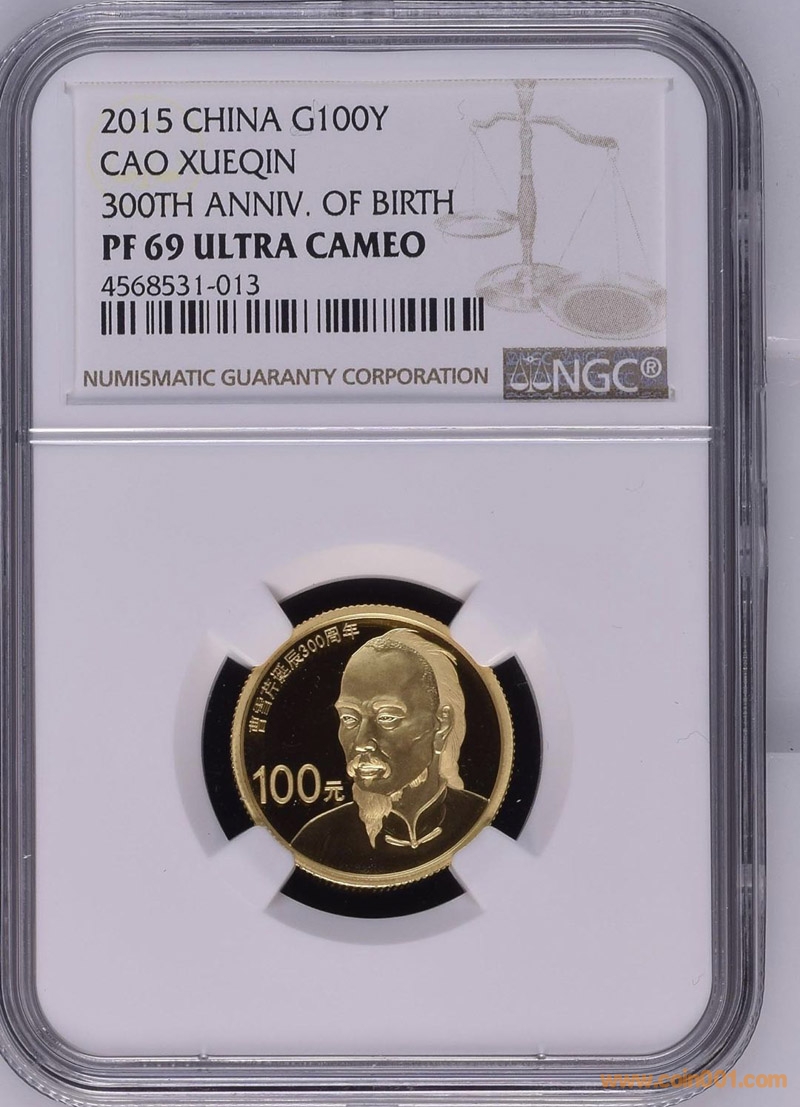 2015 CHINA G100Y
CAO XUEQIN
300TH ANNIV. OF BIRTH
PF 69 ULTRA CAMEO
4568531-013
NUMISMATIC GUARANTY CORPORATION
NGC®
曹雪芹诞辰300周年
100元
www.coin001.com